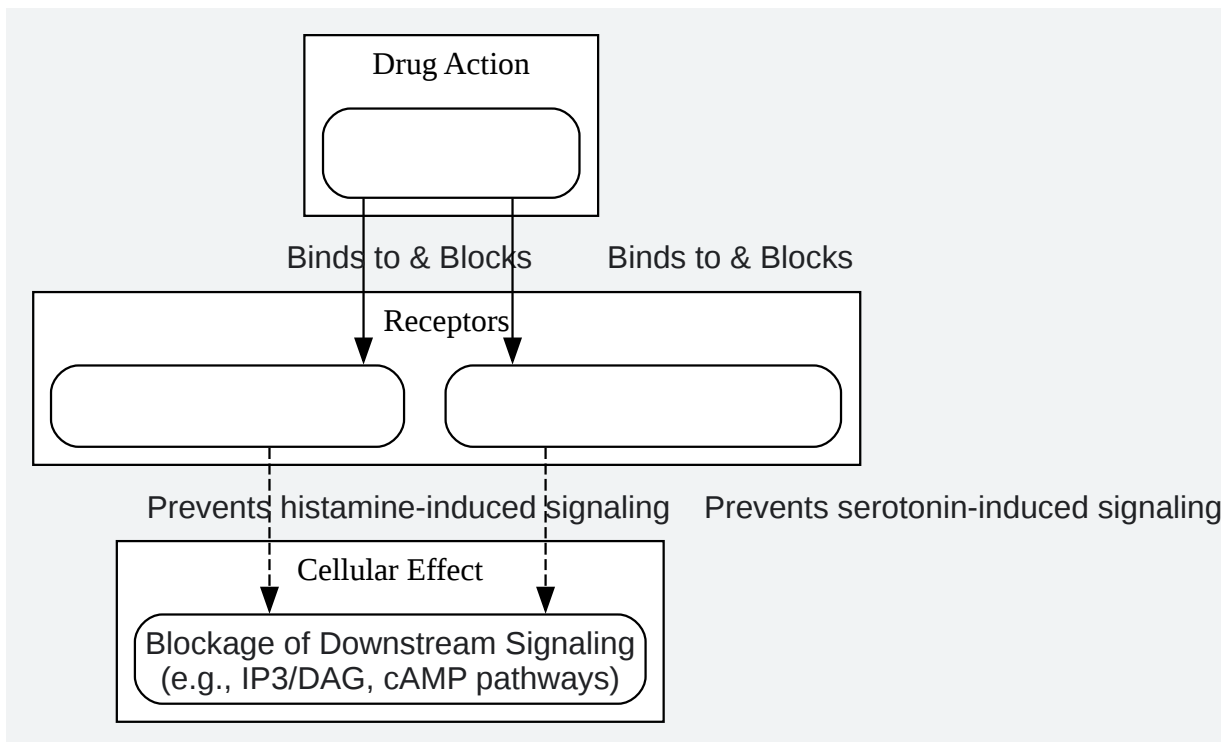 Drug Action
Binds to & Blocks
Binds to & Blocks
Receptors
Prevents histamine-induced signaling
Prevents serotonin-induced signaling
Cellular Effect
Blockage of Downstream Signaling
(e.g., IP3/DAG, cAMP pathways)